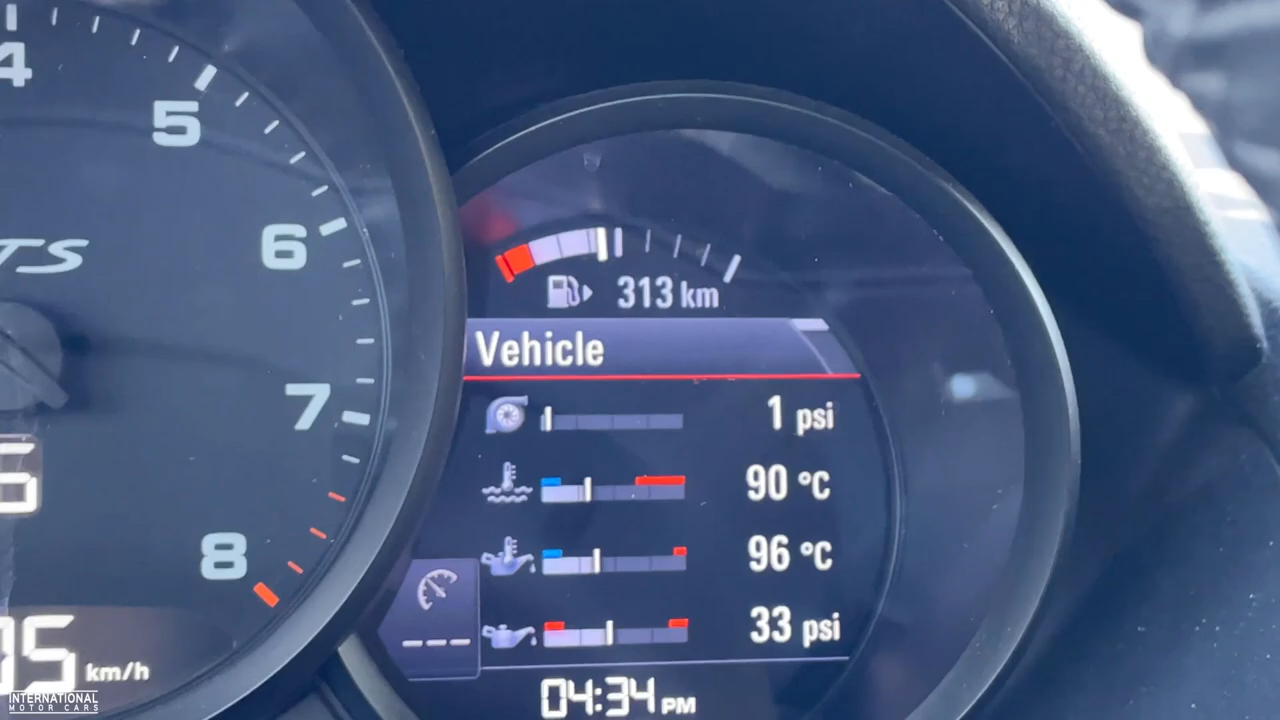 4
5
6
7
8
TS
5
05 km/h
313 km
Vehicle
1 psi
90 °C
96 °C
33 psi
---
04:34 PM
INTERNATIONAL
MOTOR CARS